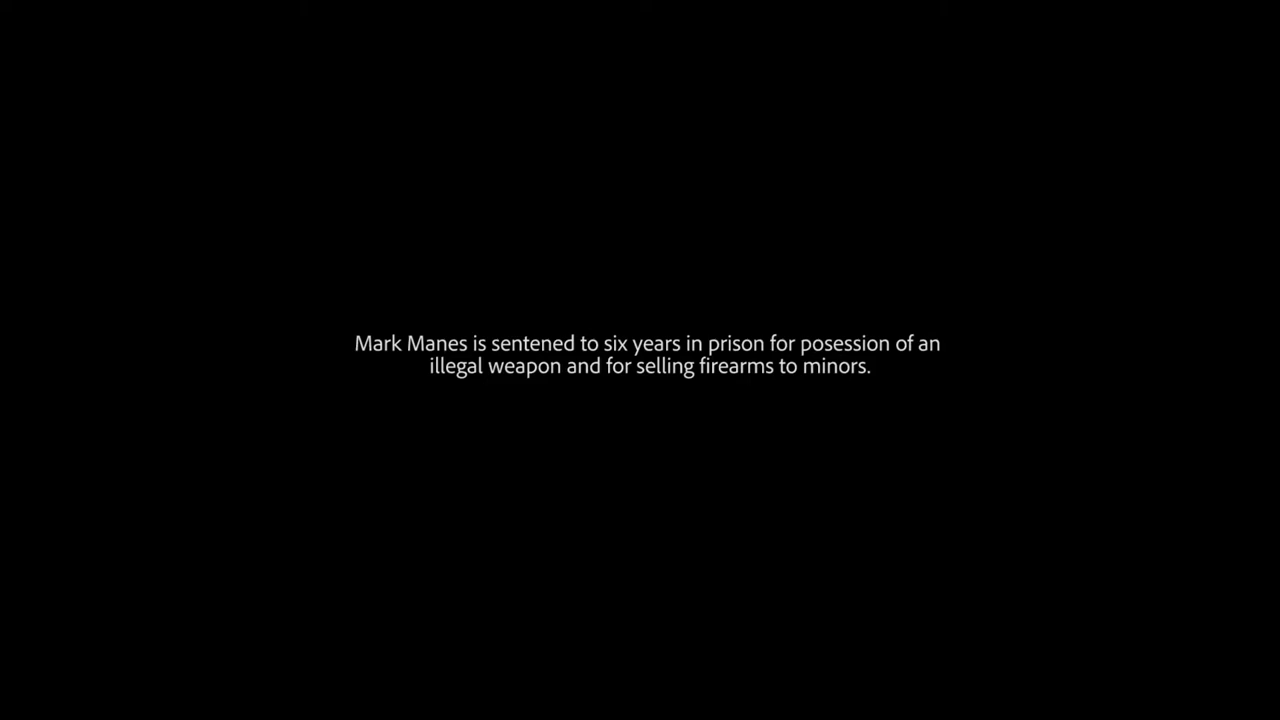 Mark Manes is sentened to six years in prison for posession of an
illegal weapon and for selling firearms to minors.